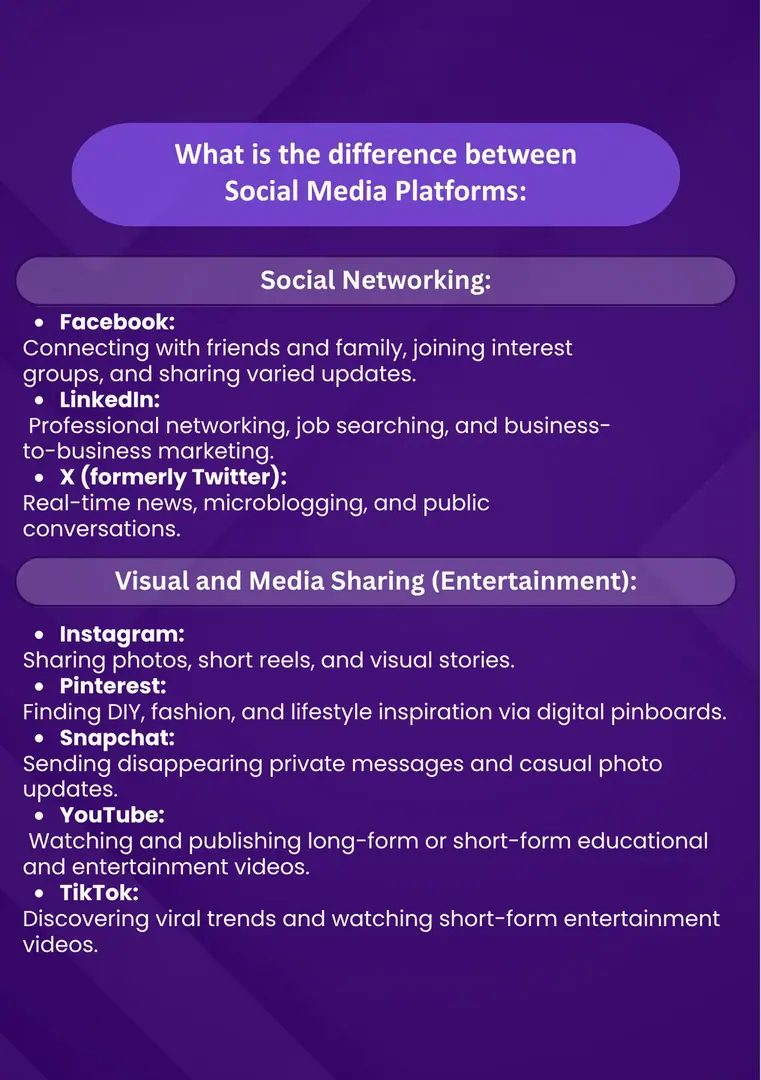 What is the difference between
Social Media Platforms:
Social Networking:
• Facebook:
Connecting with friends and family, joining interest
groups, and sharing varied updates.
• LinkedIn:
Professional networking, job searching, and business-
to-business marketing.
• X (formerly Twitter):
Real-time news, microblogging, and public
conversations.
Visual and Media Sharing (Entertainment):
• Instagram:
Sharing photos, short reels, and visual stories.
• Pinterest:
Finding DIY, fashion, and lifestyle inspiration via digital pinboards.
• Snapchat:
Sending disappearing private messages and casual photo
updates.
• YouTube:
Watching and publishing long-form or short-form educational
and entertainment videos.
• TikTok:
Discovering viral trends and watching short-form entertainment
videos.